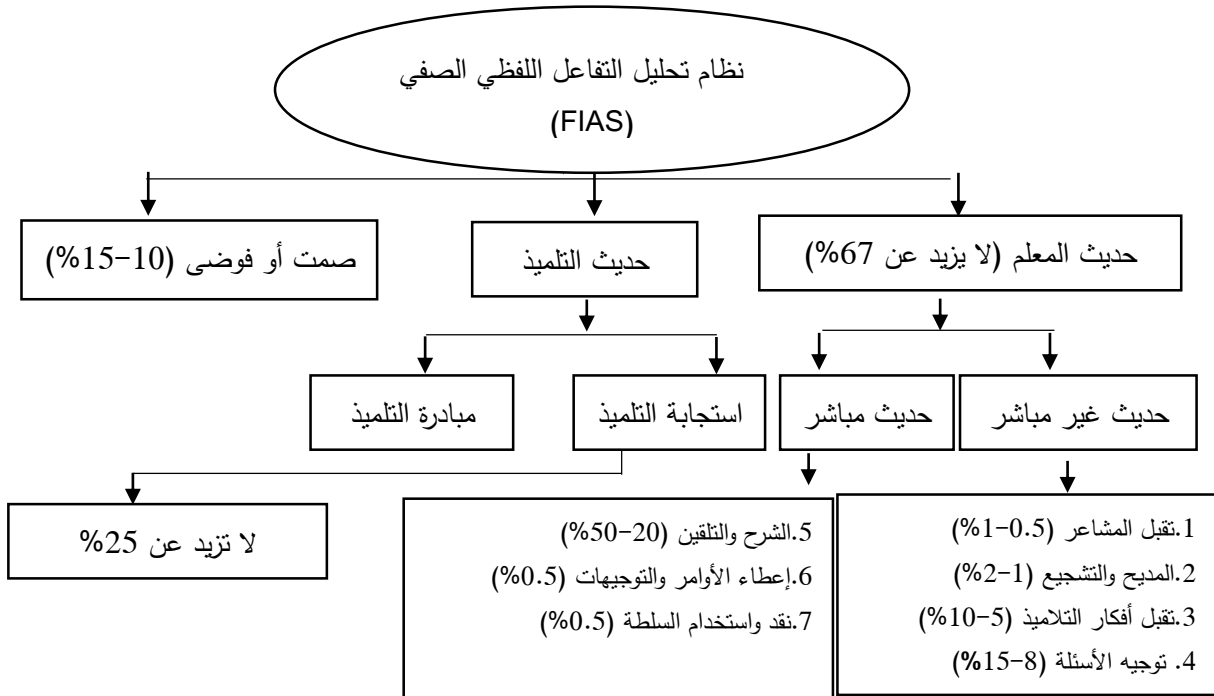 نظام تحليل التفاعل اللفظي الصفي
(FIAS)
حديث المعلم (لا يزيد عن 67%)
حديث التلميذ
صمت أو فوضى (10-15%)
حديث غير مباشر
حديث مباشر
استجابة التلميذ
مبادرة التلميذ
1.تقبل المشاعر (0.5-1%)
2.المديح والتشجيع (1-2%)
3.تقبل أفكار التلاميذ (5-10%)
4. توجيه الأسئلة (8-15%)
5.الشرح والتلقين (20-50%)
6.إعطاء الأوامر والتوجيهات (0.5%)
7.نقد واستخدام السلطة (0.5%)
لا تزيد عن 25%